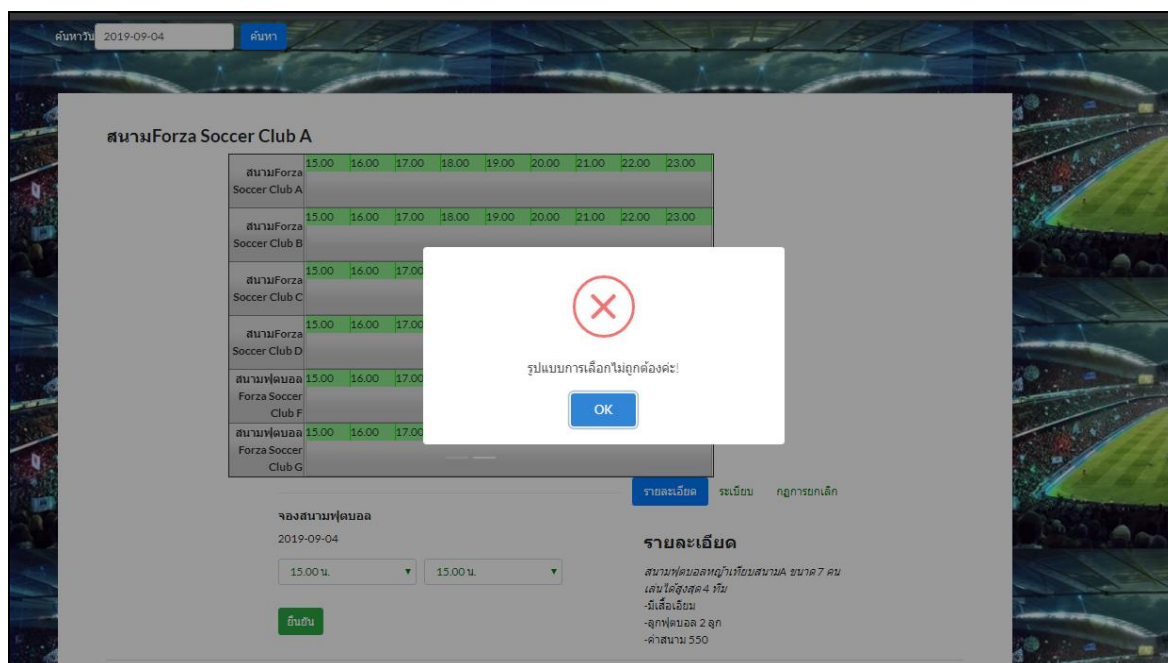 ค้นหาวัน 2019-09-04 ค้นหา
สนามForza Soccer Club A
สนามForza Soccer Club A 15.00 16.00 17.00 18.00 19.00 20.00 21.00 22.00 23.00
สนามForza Soccer Club B 15.00 16.00 17.00 18.00 19.00 20.00 21.00 22.00 23.00
สนามForza Soccer Club C 15.00 16.00 17.00
สนามForza Soccer Club D 15.00 16.00 17.00
สนามฟุตบอล Forza Soccer Club F 15.00 16.00 17.00
สนามฟุตบอล Forza Soccer Club G 15.00 16.00 17.00
รูปแบบการเลือกไม่ถูกต้องค่ะ!
OK
รายละเอียด ระเบียบ กฎการยกเลิก
จองสนามฟุตบอล
2019-09-04
15.00 น. 15.00 น.
ยืนยัน
รายละเอียด
สนามฟุตบอลหญ้าเทียมสนามA ขนาด 7 คน
เล่นได้สูงสุด 4 ทีม
-มีเสื้อเอี๊ยม
-ลูกฟุตบอล 2 ลูก
-ค่าสนาม 550